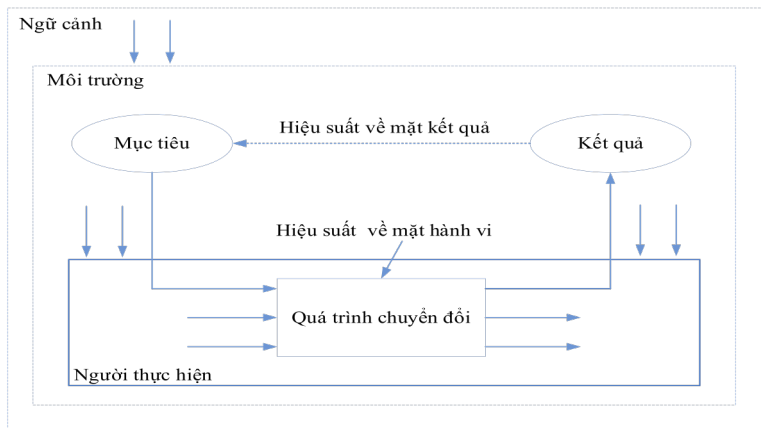 Ngữ cảnh
Môi trường
Mục tiêu
Hiệu suất về mặt kết quả
Kết quả
Hiệu suất về mặt hành vi
Quá trình chuyển đổi
Người thực hiện